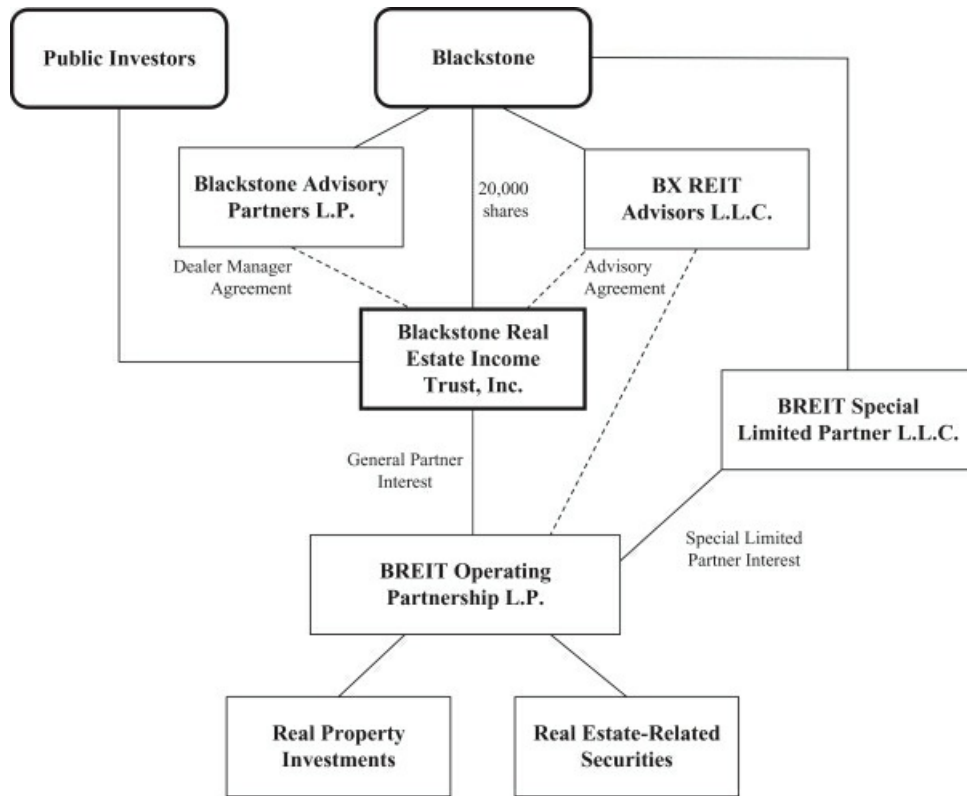 Public Investors
Blackstone
Blackstone Advisory
Partners L.P.
20,000
shares
BX REIT
Advisors L.L.C.
Dealer Manager
Agreement
Advisory
Agreement
Blackstone Real
Estate Income
Trust, Inc.
BREIT Special
Limited Partner L.L.C.
General Partner
Interest
Special Limited
Partner Interest
BREIT Operating
Partnership L.P.
Real Property
Investments
Real Estate-Related
Securities